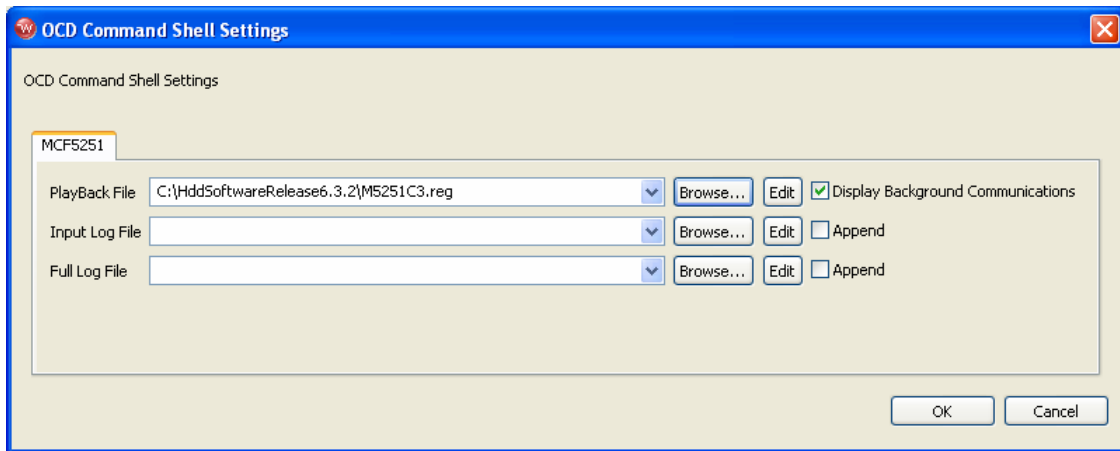 OCD Command Shell Settings
OCD Command Shell Settings
MCF5251
PlayBack File C:\HddSoftwareRelease6.3.2\M5251C3.reg Browse... Edit Display Background Communications
Input Log File Browse... Edit Append
Full Log File Browse... Edit Append
OK Cancel